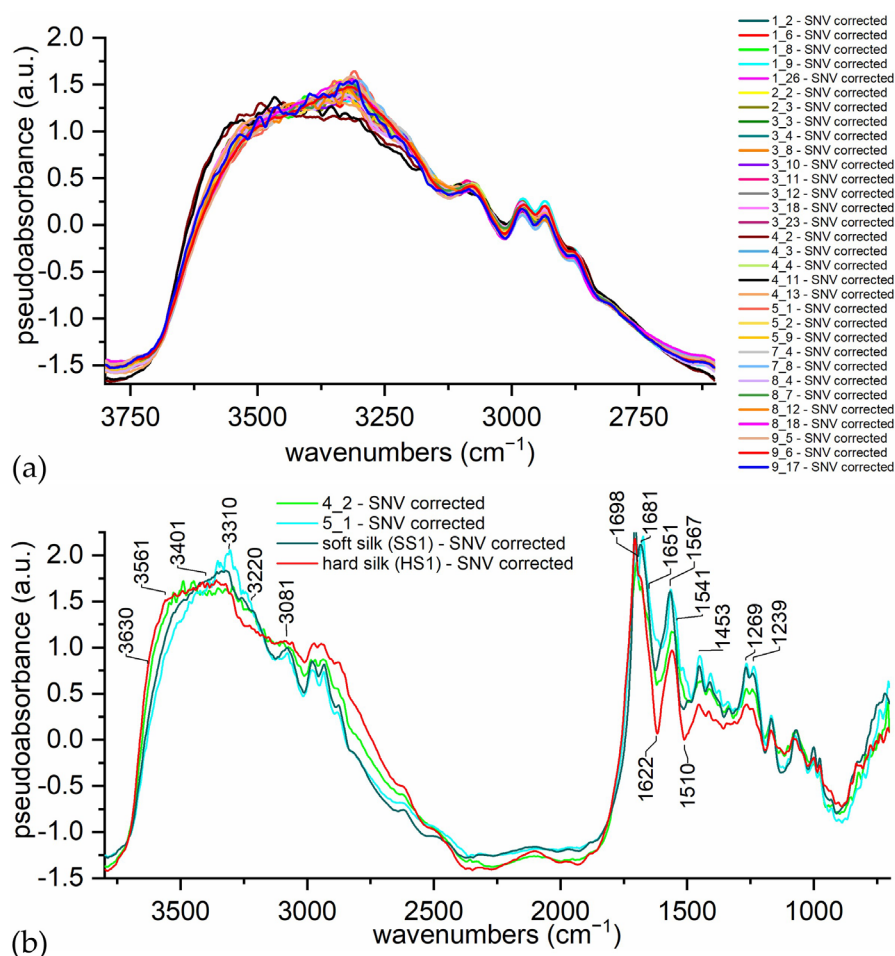 2.0
1.5
1.0
0.5
0.0
-0.5
-1.0
-1.5
pseudoabsorbance (a.u.)
3750 3500 3250 3000 2750
wavenumbers (cm⁻¹)
(a)
1_2 - SNV corrected
1_6 - SNV corrected
1_8 - SNV corrected
1_9 - SNV corrected
1_26 - SNV corrected
2_2 - SNV corrected
2_3 - SNV corrected
3_3 - SNV corrected
3_4 - SNV corrected
3_8 - SNV corrected
3_10 - SNV corrected
3_11 - SNV corrected
3_12 - SNV corrected
3_18 - SNV corrected
3_23 - SNV corrected
4_2 - SNV corrected
4_3 - SNV corrected
4_4 - SNV corrected
4_11 - SNV corrected
4_13 - SNV corrected
5_1 - SNV corrected
5_2 - SNV corrected
5_9 - SNV corrected
7_4 - SNV corrected
7_8 - SNV corrected
8_4 - SNV corrected
8_7 - SNV corrected
8_12 - SNV corrected
8_18 - SNV corrected
9_5 - SNV corrected
9_6 - SNV corrected
9_17 - SNV corrected
4_2 - SNV corrected
5_1 - SNV corrected
soft silk (SS1) - SNV corrected
hard silk (HS1) - SNV corrected
3630
3561
3401
3310
3220
3081
1698
1681
1651
1567
1541
1453
1269
1239
1622
1510
2.0
1.5
1.0
0.5
0.0
-0.5
-1.0
-1.5
pseudoabsorbance (a.u.)
3500 3000 2500 2000 1500 1000
wavenumbers (cm⁻¹)
(b)